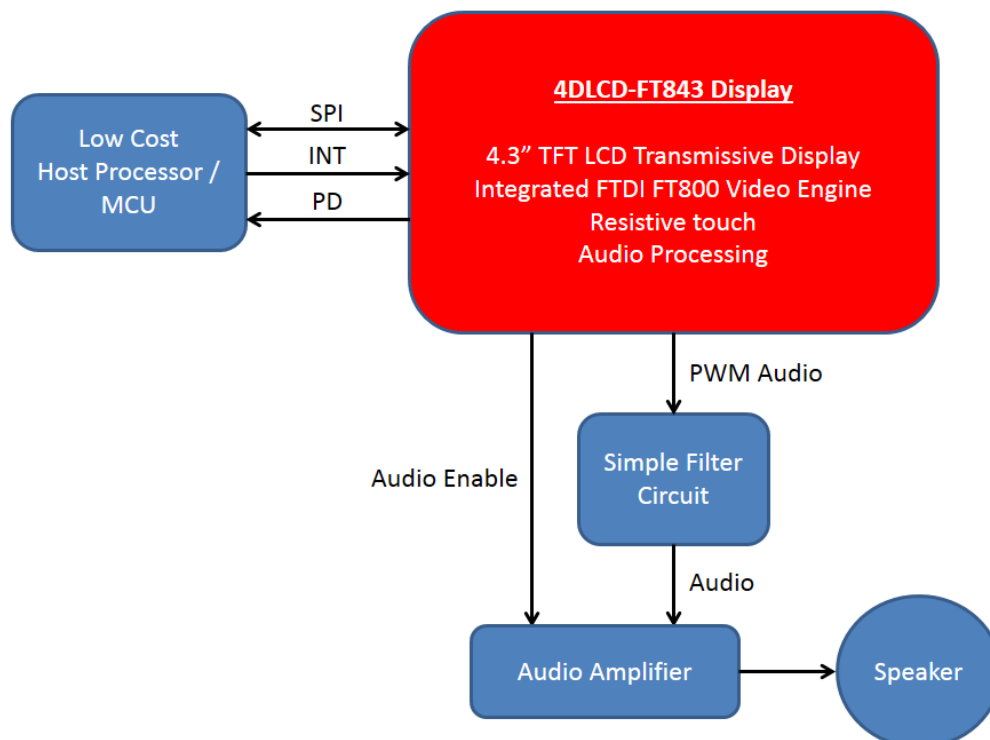 4DLCD-FT843 Display
4.3” TFT LCD Transmissive Display
Integrated FTDI FT800 Video Engine
Resistive touch
Audio Processing
Low Cost
Host Processor /
MCU
SPI
INT
PD
PWM Audio
Simple Filter
Circuit
Audio Enable
Audio
Audio Amplifier
Speaker